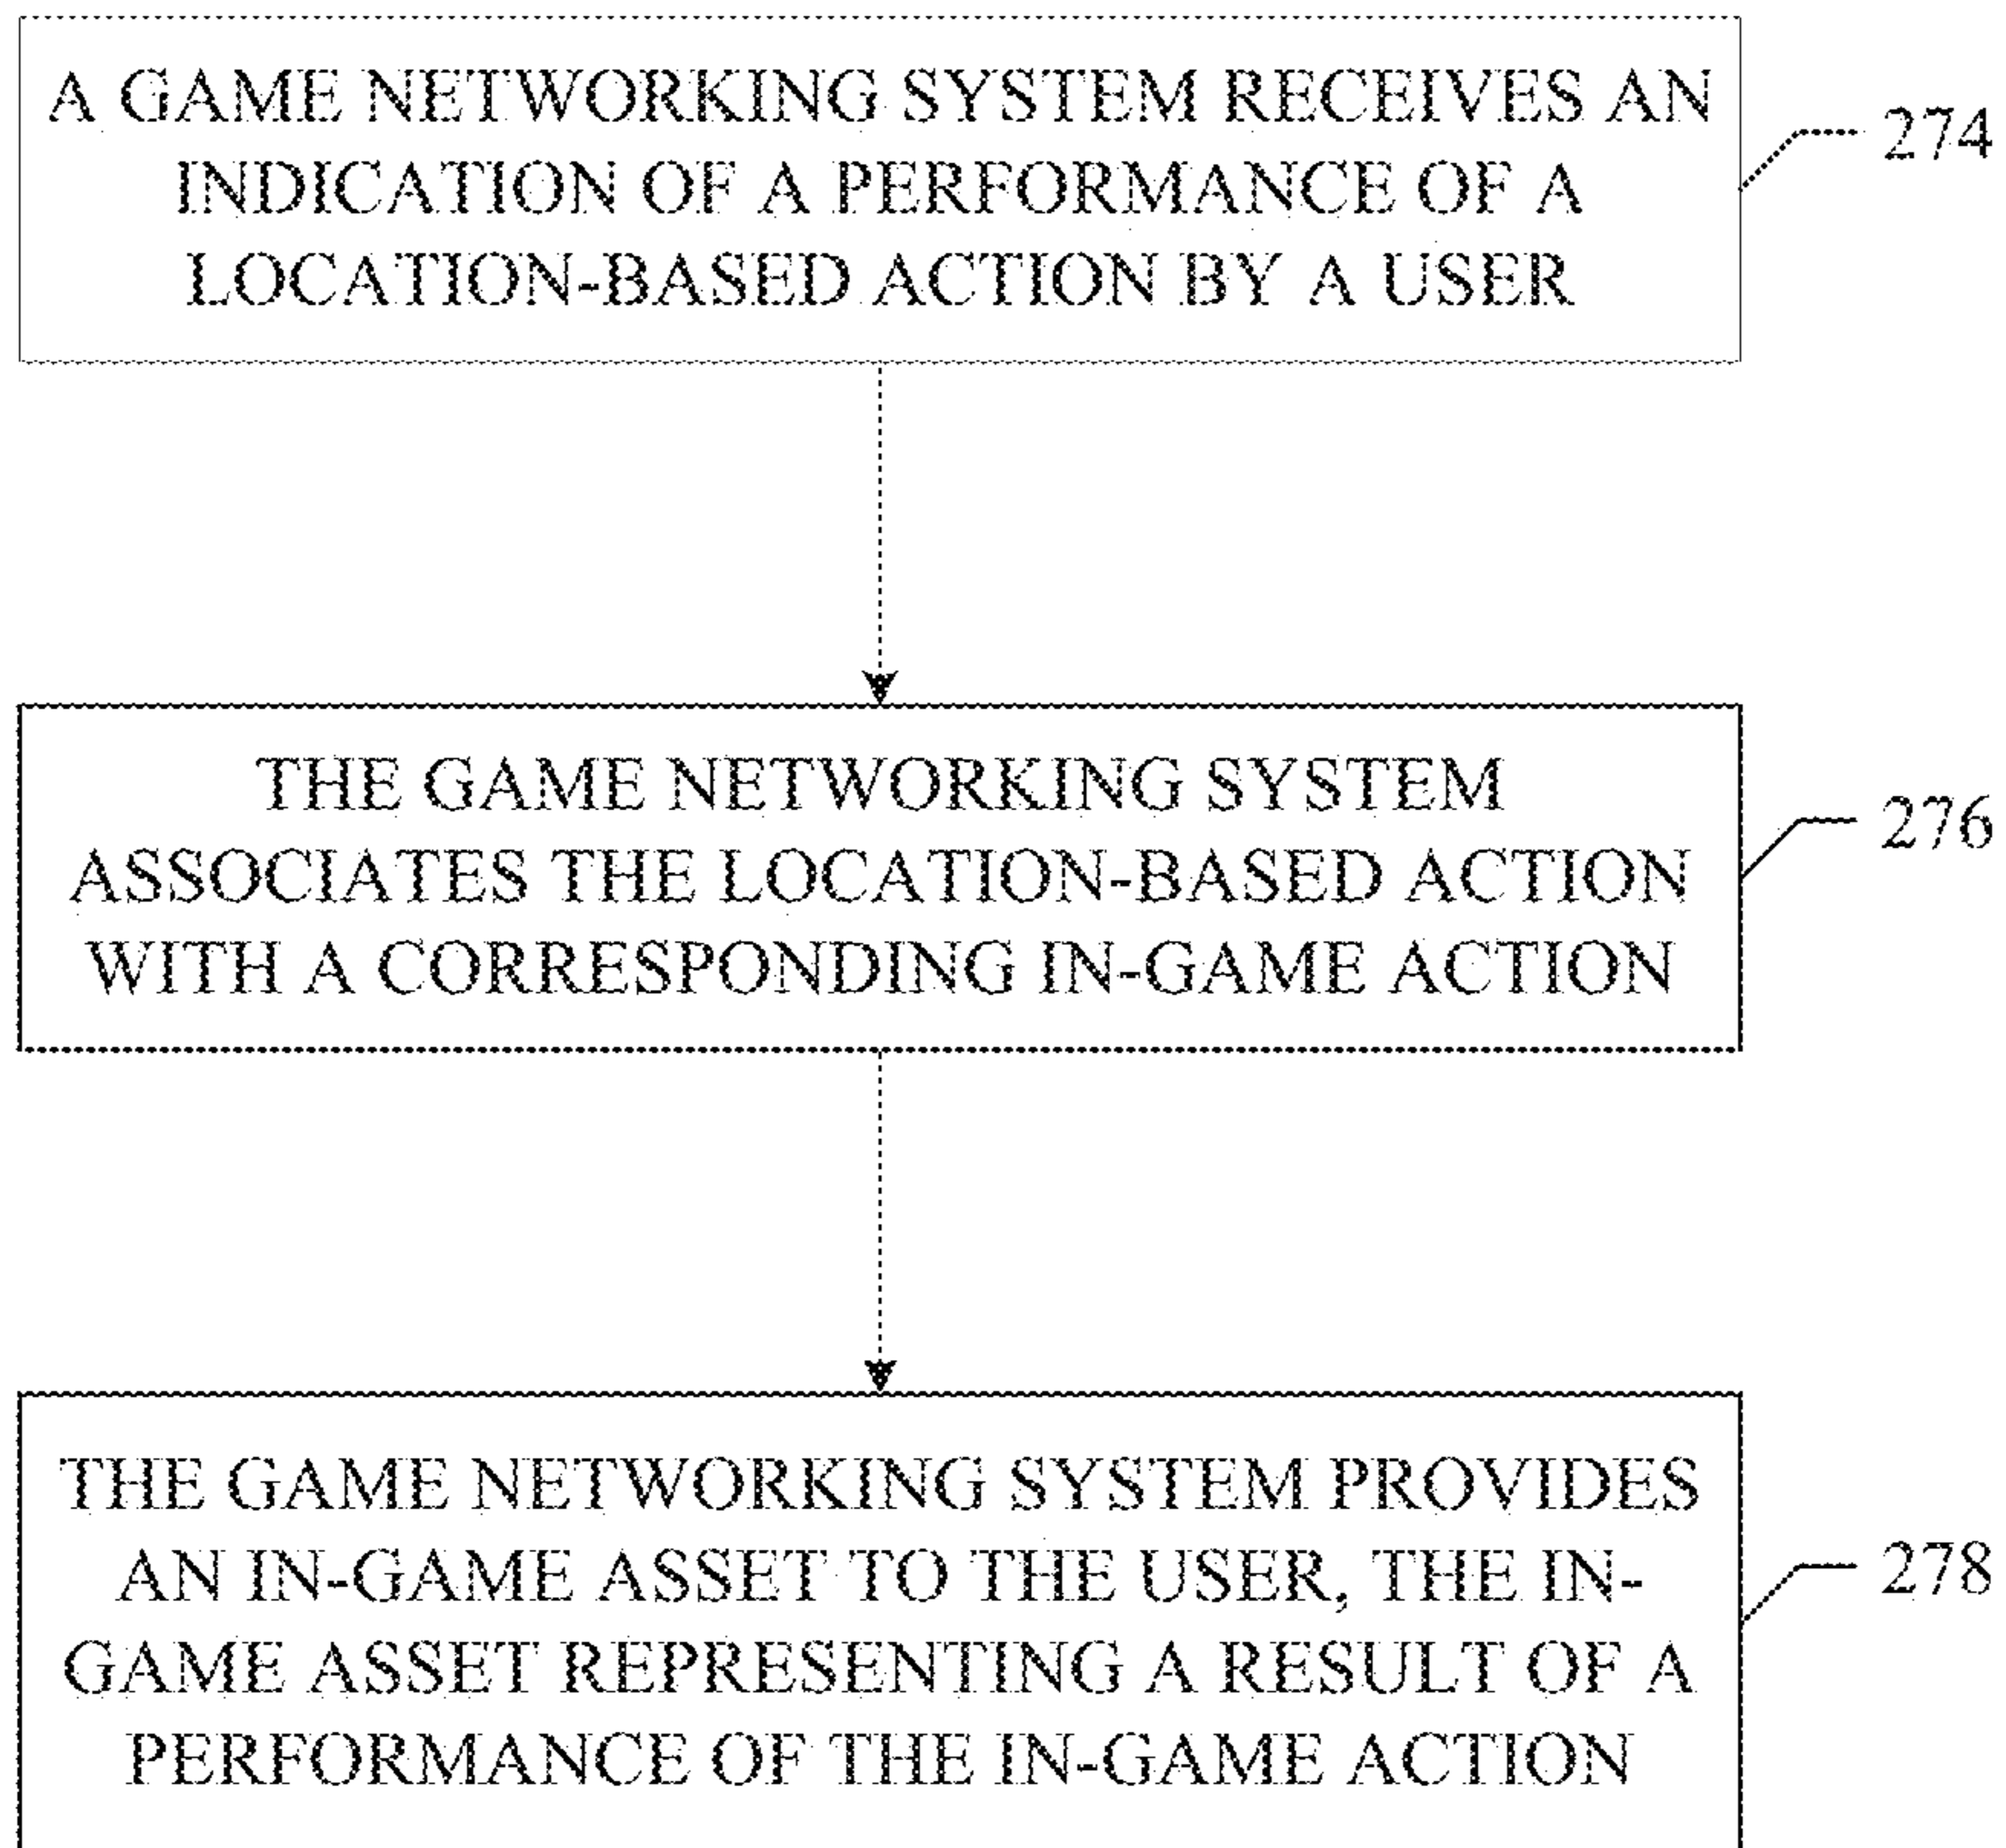 A GAME NETWORKING SYSTEM RECEIVES AN
INDICATION OF A PERFORMANCE OF A
LOCATION-BASED ACTION BY A USER
274
THE GAME NETWORKING SYSTEM
ASSOCIATES THE LOCATION-BASED ACTION
WITH A CORRESPONDING IN-GAME ACTION
276
THE GAME NETWORKING SYSTEM PROVIDES
AN IN-GAME ASSET TO THE USER, THE IN-
GAME ASSET REPRESENTING A RESULT OF A
PERFORMANCE OF THE IN-GAME ACTION
278